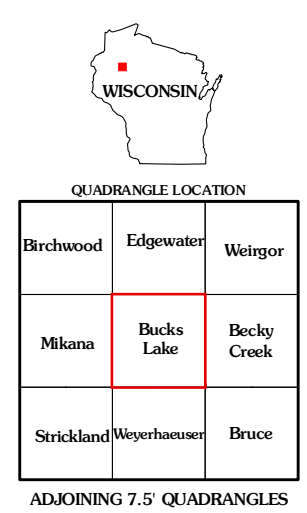 WISCONSIN
QUADRANGLE LOCATION
Birchwood
Edgewater
Weirgor
Mikana
Bucks
Lake
Becky
Creek
Strickland
Weyerhaeuser
Bruce
ADJOINING 7.5' QUADRANGLES